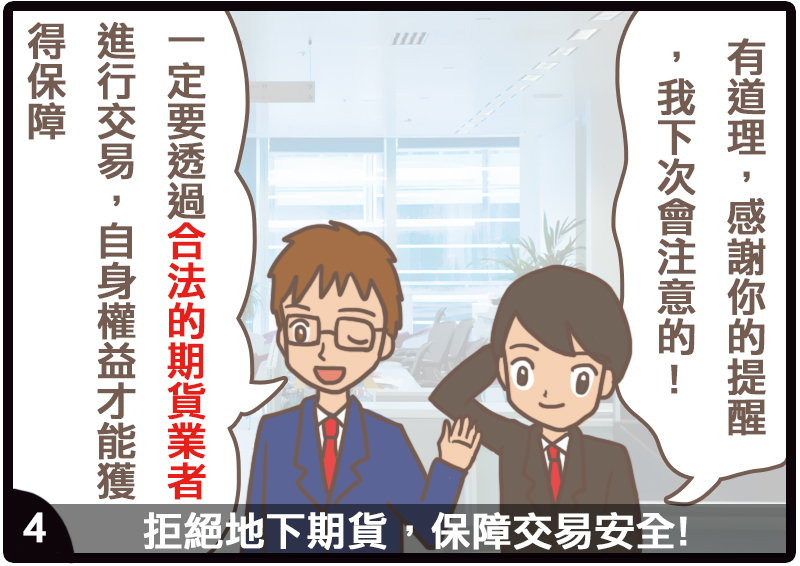 有道理，感謝你的提醒
，我下次會注意的！
一定要透過合法的期貨業者
進行交易，自身權益才能獲
得保障
4
拒絕地下期貨，保障交易安全!